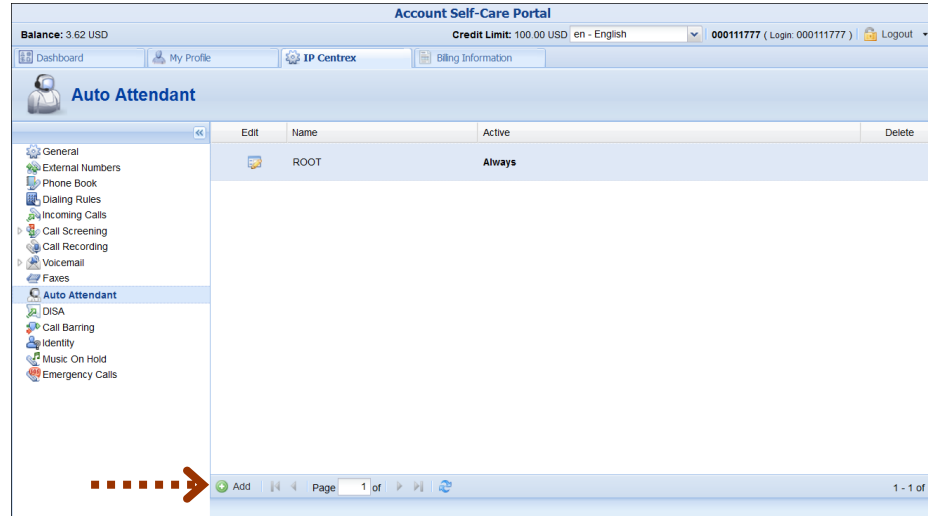 Account Self-Care Portal
Balance: 3.62 USD Credit Limit: 100.00 USD en - English 000111777 ( Login: 000111777 ) Logout
Dashboard My Profile IP Centrex Billing Information
Auto Attendant
Edit Name Active Delete
ROOT Always
General
External Numbers
Phone Book
Dialing Rules
Incoming Calls
Call Screening
Call Recording
Voicemail
Faxes
Auto Attendant
DISA
Call Barring
Identity
Music On Hold
Emergency Calls
Add Page 1 of 1 - 1 of